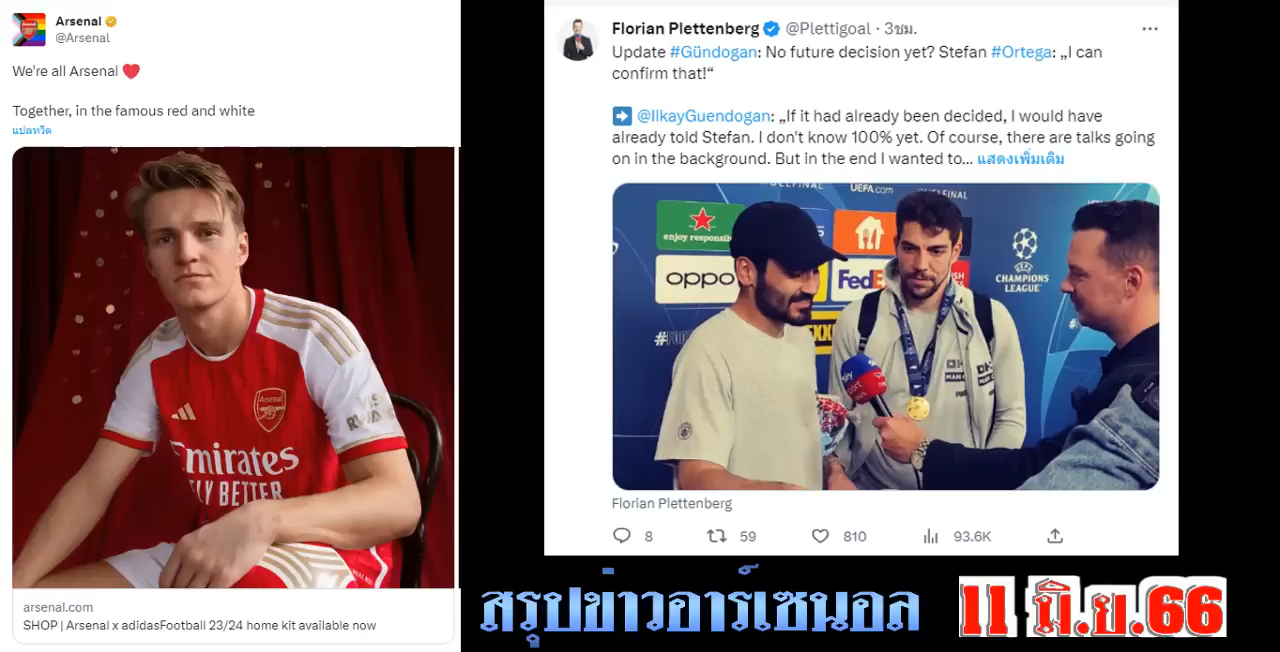 Arsenal
@Arsenal
We're all Arsenal ❤️
Together, in the famous red and white
แปลทวีต
Arsenal
VISIT
RWAN
Emirates
FLY BETTER
arsenal.com
SHOP | Arsenal x adidasFootball 23/24 home kit available now
Florian Plettenberg @Plettigoal · 3ชม.
Update #Gündogan: No future decision yet? Stefan #Ortega: „I can
confirm that!“
➡️ @IlkayGuendogan: „If it had already been decided, I would have
already told Stefan. I don't know 100% yet. Of course, there are talks going
on in the background. But in the end I wanted to... แสดงเพิ่มเติม
UEFA.com
enjoy responsib
oppo
FedE
CHAMPIONS
LEAGUE
sky
Florian Plettenberg
8
59
810
93.6K
สรุปข่าวอาร์เซนอล 11 มิ.ย.66